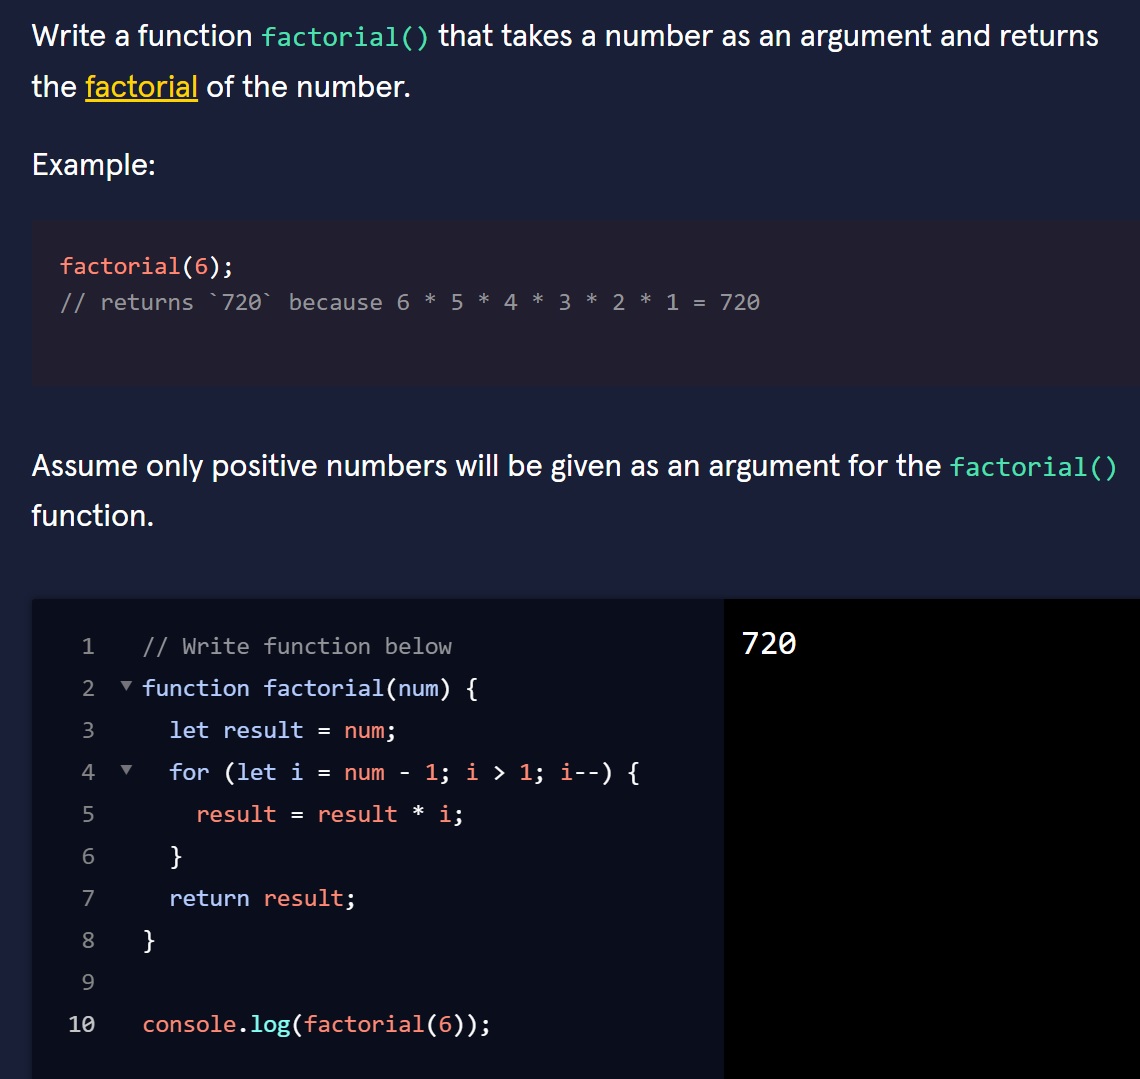 Write a function factorial() that takes a number as an argument and returns
the factorial of the number.
Example:
factorial(6);
// returns `720` because 6 * 5 * 4 * 3 * 2 * 1 = 720
Assume only positive numbers will be given as an argument for the factorial()
function.
1 // Write function below
2 function factorial(num) {
3 let result = num;
4 for (let i = num - 1; i > 1; i--) {
5 result = result * i;
6 }
7 return result;
8 }
9
10 console.log(factorial(6));
720